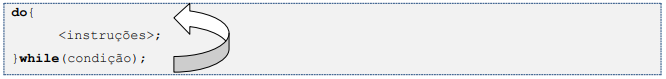 do{
<instruções>;
}while(condição);